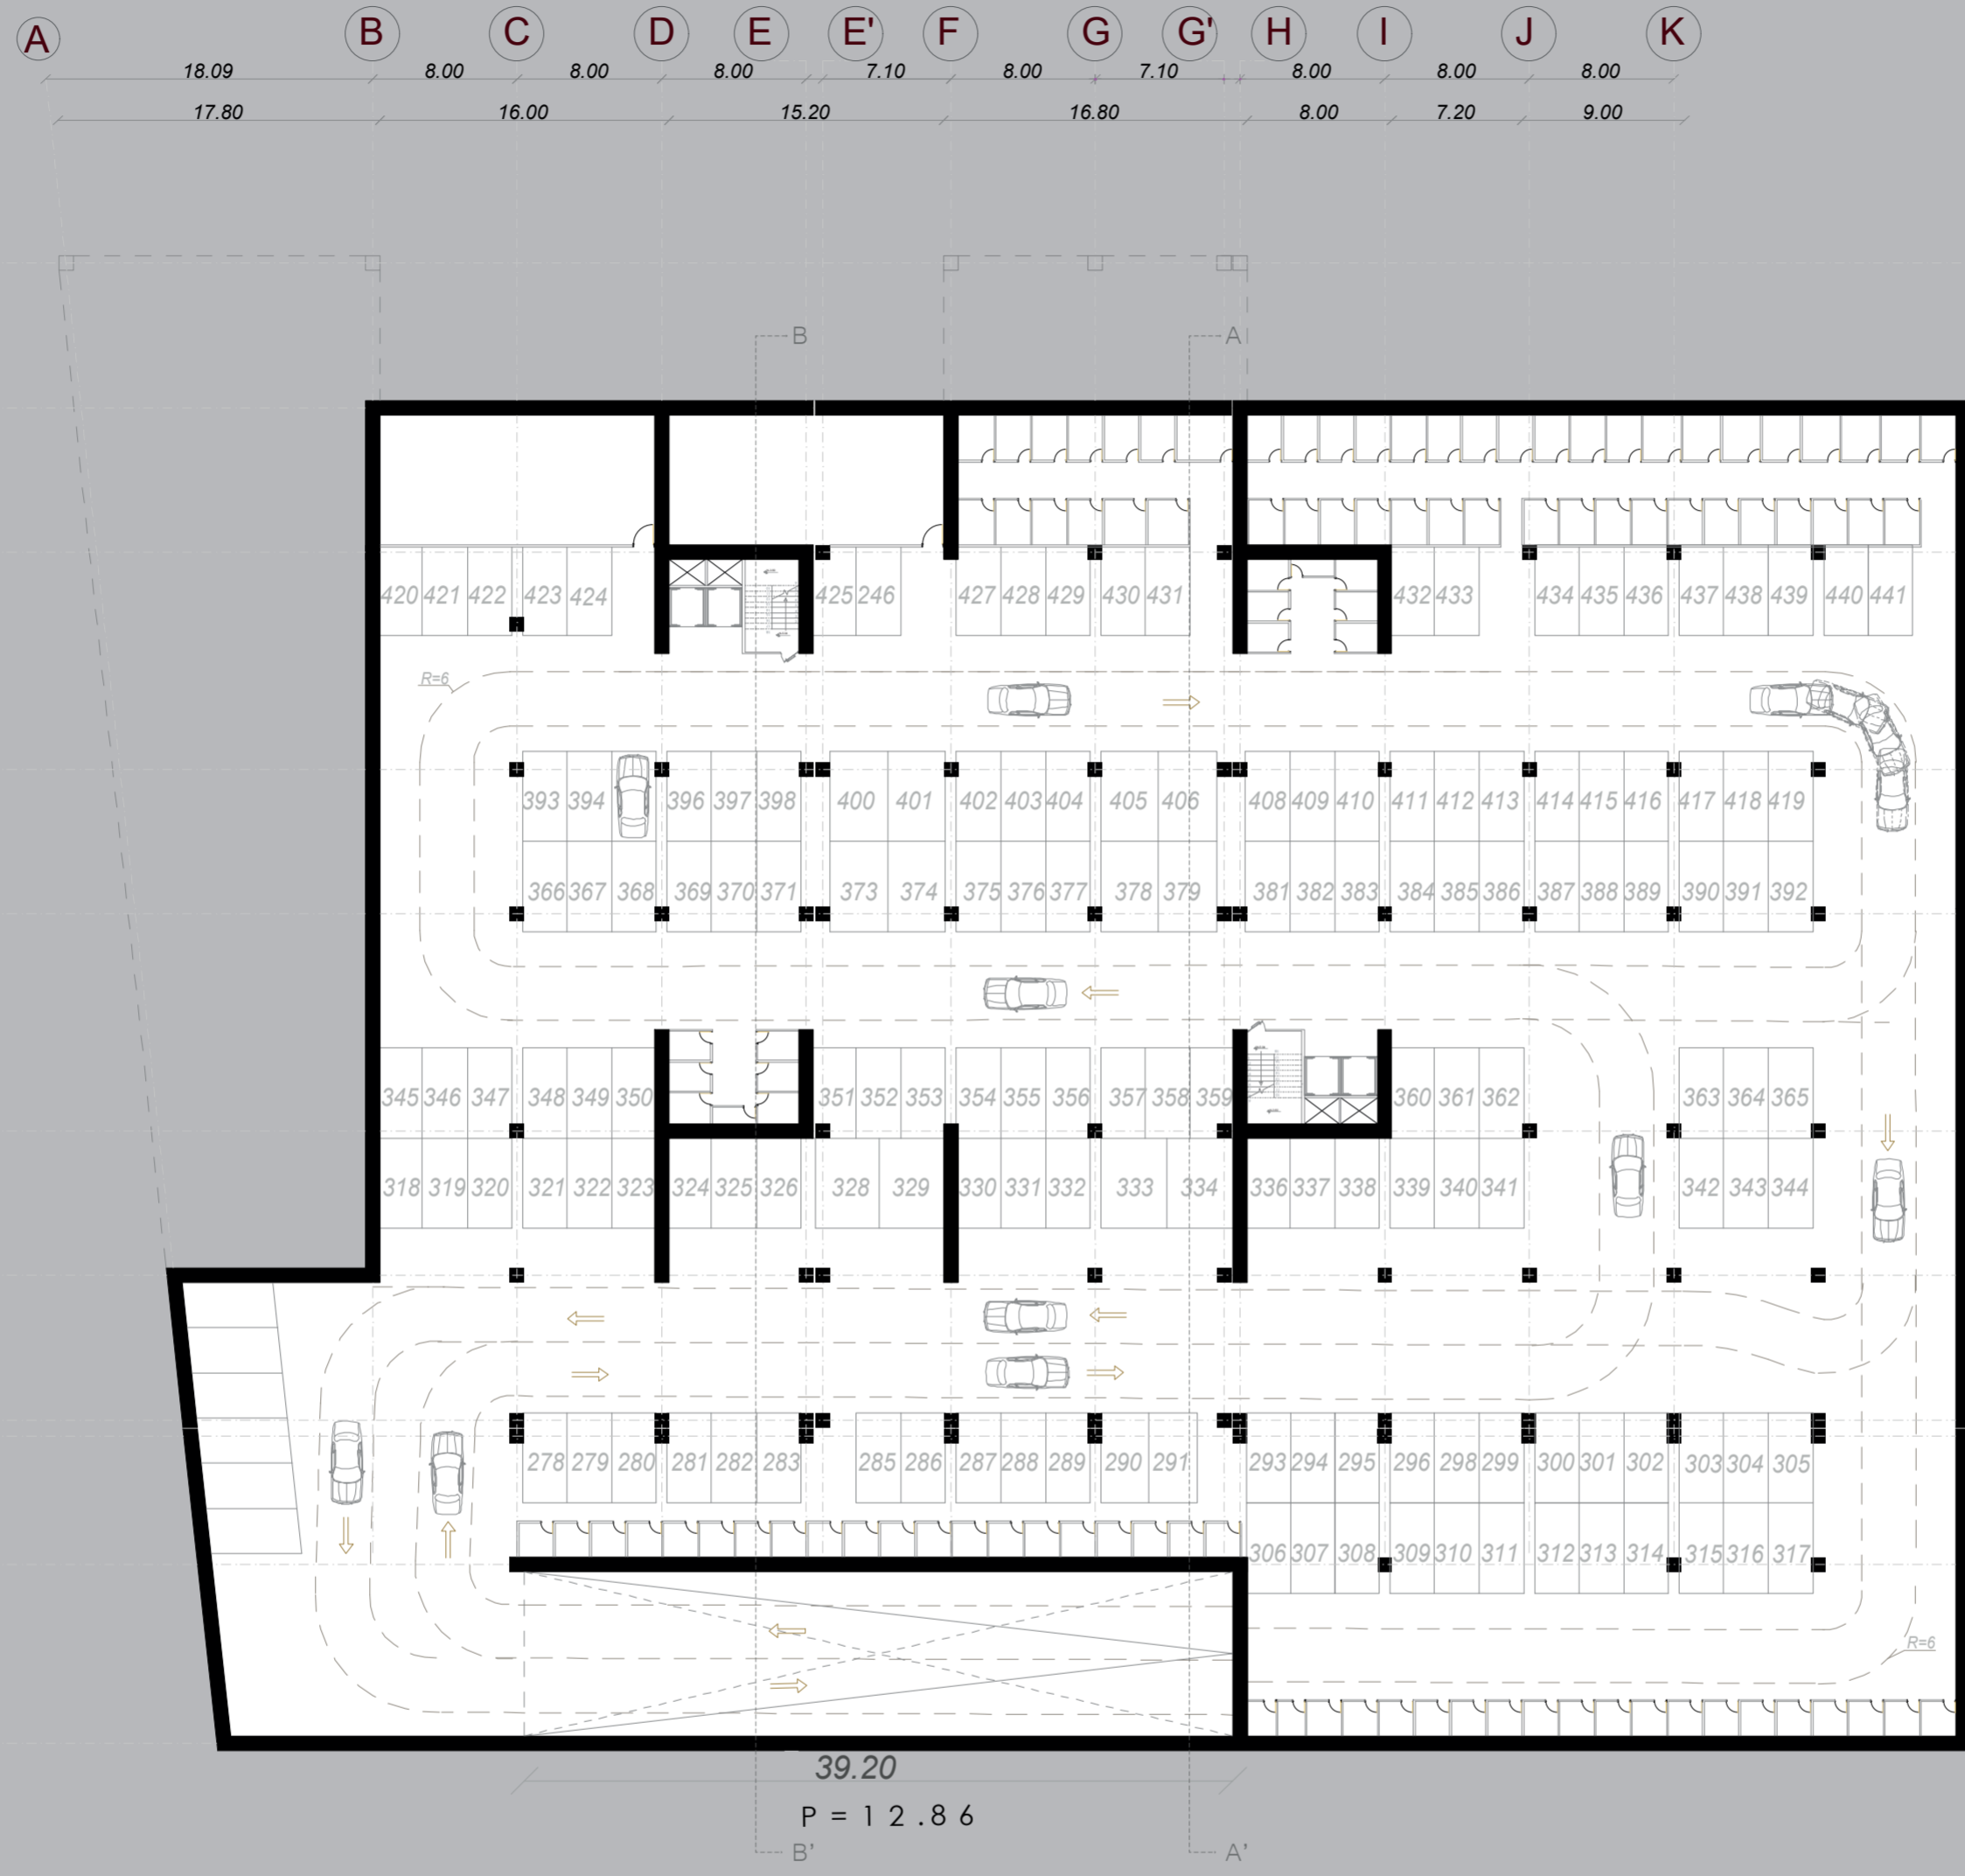 A B C D E E' F G G' H I J K
18.09 8.00 8.00 8.00 7.10 8.00 7.10 8.00 8.00 8.00
17.80 16.00 15.20 16.80 8.00 7.20 9.00
B A
420 421 422 423 424 425 246 427 428 429 430 431 432 433 434 435 436 437 438 439 440 441
R=6
393 394 396 397 398 400 401 402 403 404 405 406 408 409 410 411 412 413 414 415 416 417 418 419
366 367 368 369 370 371 373 374 375 376 377 378 379 381 382 383 384 385 386 387 388 389 390 391 392
345 346 347 348 349 350 351 352 353 354 355 356 357 358 359 360 361 362 363 364 365
318 319 320 321 322 323 324 325 326 328 329 330 331 332 333 334 336 337 338 339 340 341 342 343 344
278 279 280 281 282 283 285 286 287 288 289 290 291 293 294 295 296 298 299 300 301 302 303 304 305
306 307 308 309 310 311 312 313 314 315 316 317
R=6
39.20
P=12.86
B' A'